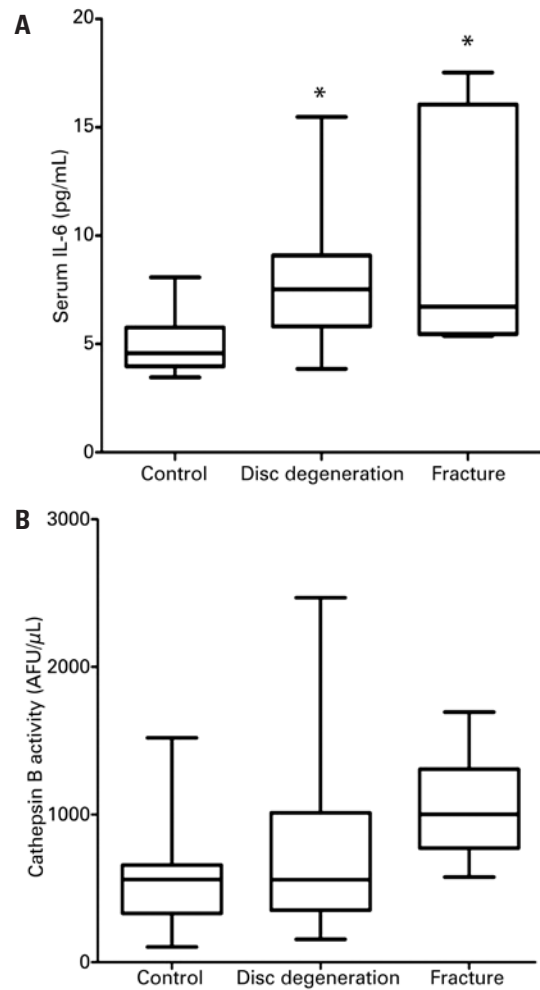 A
Serum IL-6 (pg/mL)
20
15
10
5
0
*
*
Control
Disc degeneration
Fracture
B
Cathepsin B activity (AFU/µL)
3000
2000
1000
0
Control
Disc degeneration
Fracture